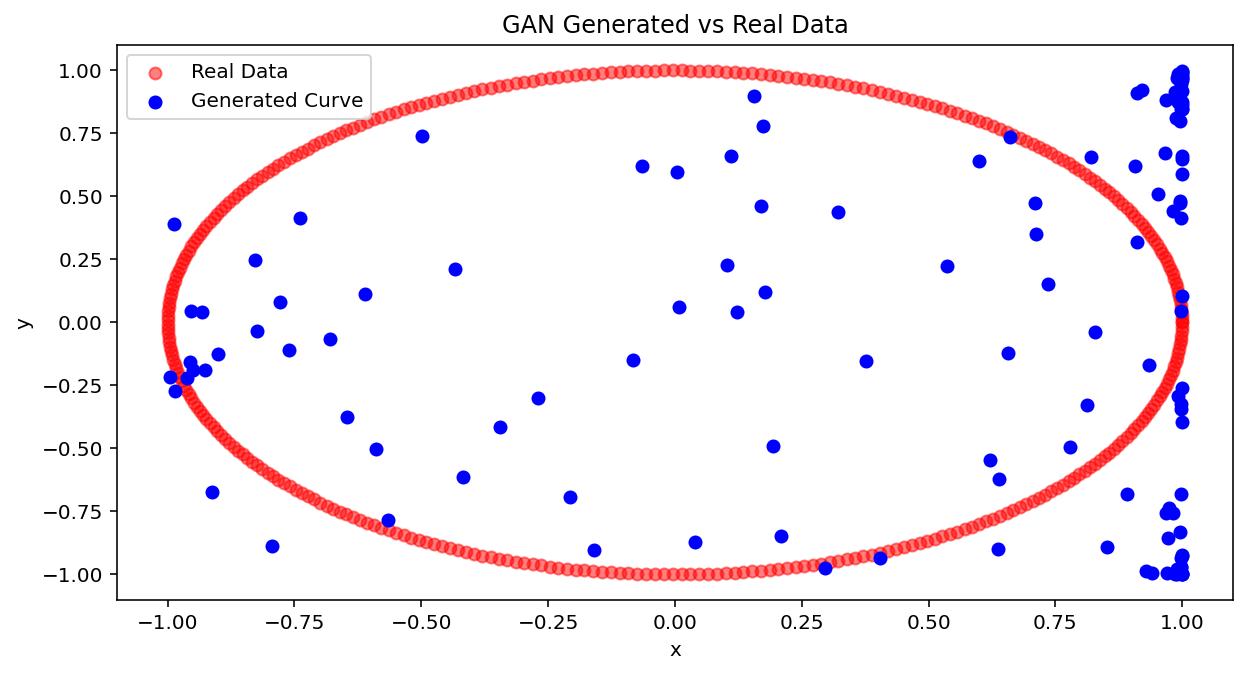 GAN Generated vs Real Data
Real Data
Generated Curve
1.00
0.75
0.50
0.25
0.00
−0.25
−0.50
−0.75
−1.00
y
−1.00 −0.75 −0.50 −0.25 0.00 0.25 0.50 0.75 1.00
x